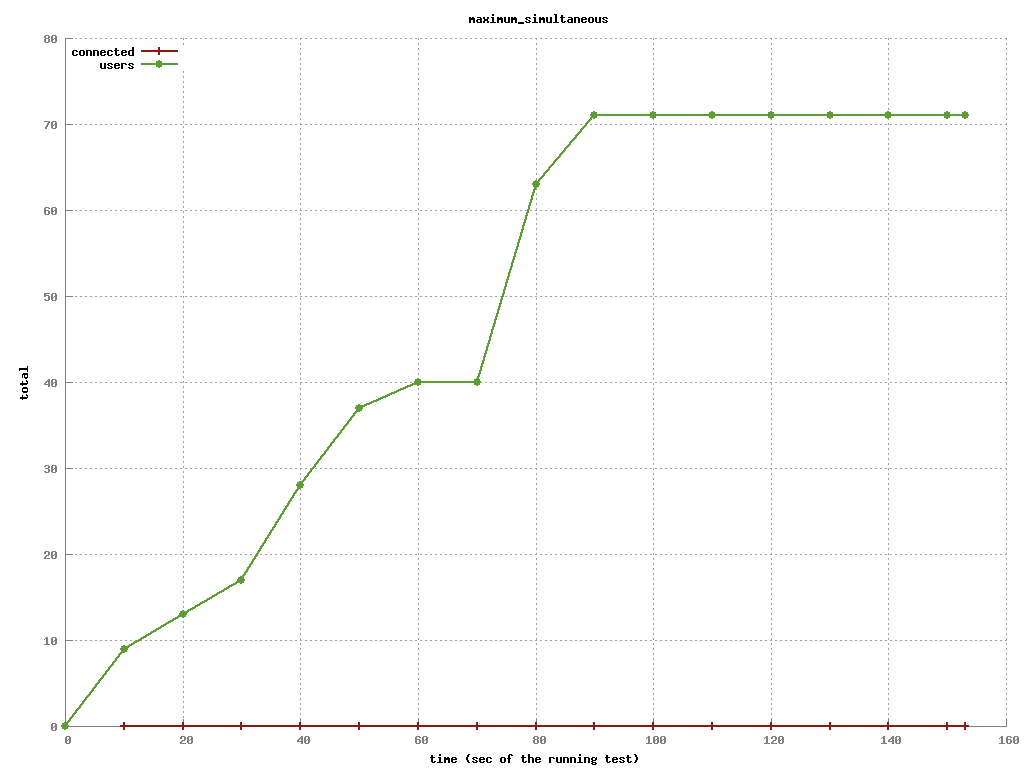 maximum_simultaneous
80
connected
users
70
60
50
total
40
30
20
10
0
0 20 40 60 80 100 120 140 160
time (sec of the running test)